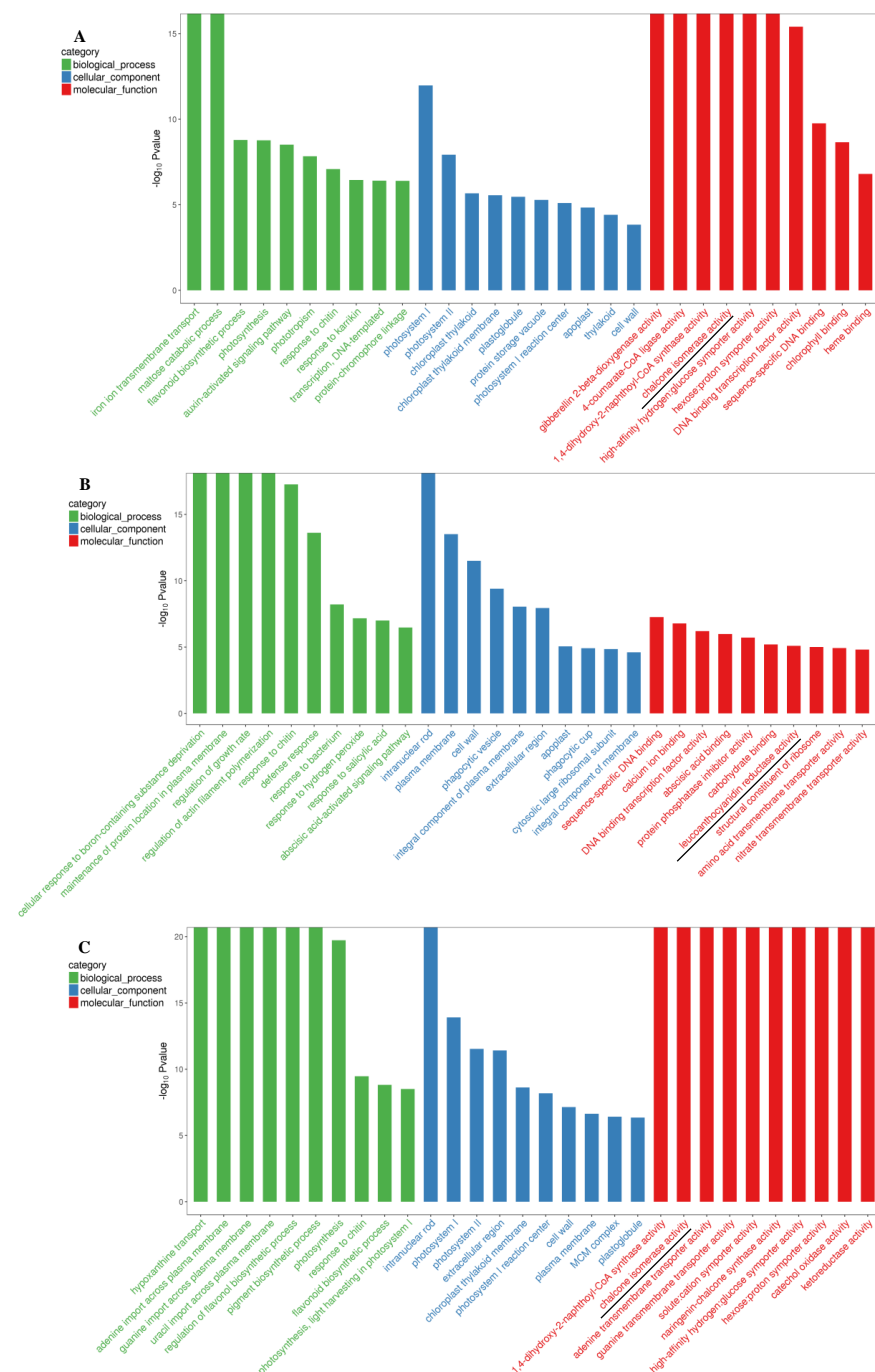 A
category
biological_process
cellular_component
molecular_function
-log10 Pvalue
15
10
5
0
iron ion transmembrane transport
maltose catabolic process
flavonoid biosynthetic process
photosynthesis
auxin-activated signaling pathway
phototropism
response to chitin
response to karrikin
transcription, DNA-templated
protein-chromophore linkage
photosystem I
photosystem II
chloroplast thylakoid
chloroplast thylakoid membrane
plastoglobule
protein storage vacuole
photosystem I reaction center
apoplast
thylakoid
cell wall
gibberellin 2-beta-dioxygenase activity
4-coumarate-CoA ligase activity
1,4-dihydroxy-2-naphthoyl-CoA synthase activity
chalcone isomerase activity
high-affinity hydrogen:glucose symporter activity
hexose:proton symporter activity
DNA binding transcription factor activity
sequence-specific DNA binding
chlorophyll binding
heme binding
B
category
biological_process
cellular_component
molecular_function
-log10 Pvalue
15
10
5
0
cellular response to boron-containing substance deprivation
maintenance of protein location in plasma membrane
regulation of growth rate
regulation of actin filament polymerization
response to chitin
defense response
response to bacterium
response to hydrogen peroxide
response to salicylic acid
abscisic acid-activated signaling pathway
intranuclear rod
plasma membrane
cell wall
phagocytic vesicle
integral component of plasma membrane
extracellular region
apoplast
phagocytic cup
cytosolic large ribosomal subunit
integral component of membrane
sequence-specific DNA binding
calcium ion binding
DNA binding transcription factor activity
abscisic acid binding
protein phosphatase inhibitor activity
carbohydrate binding
leucoanthocyanidin reductase activity
structural constituent of ribosome
amino acid transmembrane transporter activity
nitrate transmembrane transporter activity
C
category
biological_process
cellular_component
molecular_function
-log10 Pvalue
20
15
10
5
0
hypoxanthine transport
adenine import across plasma membrane
guanine import across plasma membrane
uracil import across plasma membrane
regulation of flavonol biosynthetic process
pigment biosynthetic process
photosynthesis
response to chitin
flavonoid biosynthetic process
photosynthesis, light harvesting in photosystem I
intranuclear rod
photosystem I
photosystem II
extracellular region
chloroplast thylakoid membrane
photosystem I reaction center
cell wall
plasma membrane
MCM complex
plastoglobule
1,4-dihydroxy-2-naphthoyl-CoA synthase activity
chalcone isomerase activity
adenine transmembrane transporter activity
guanine transmembrane transporter activity
solute:cation symporter activity
naringenin-chalcone synthase activity
high-affinity hydrogen:glucose symporter activity
hexose:proton symporter activity
catechol oxidase activity
ketoreductase activity